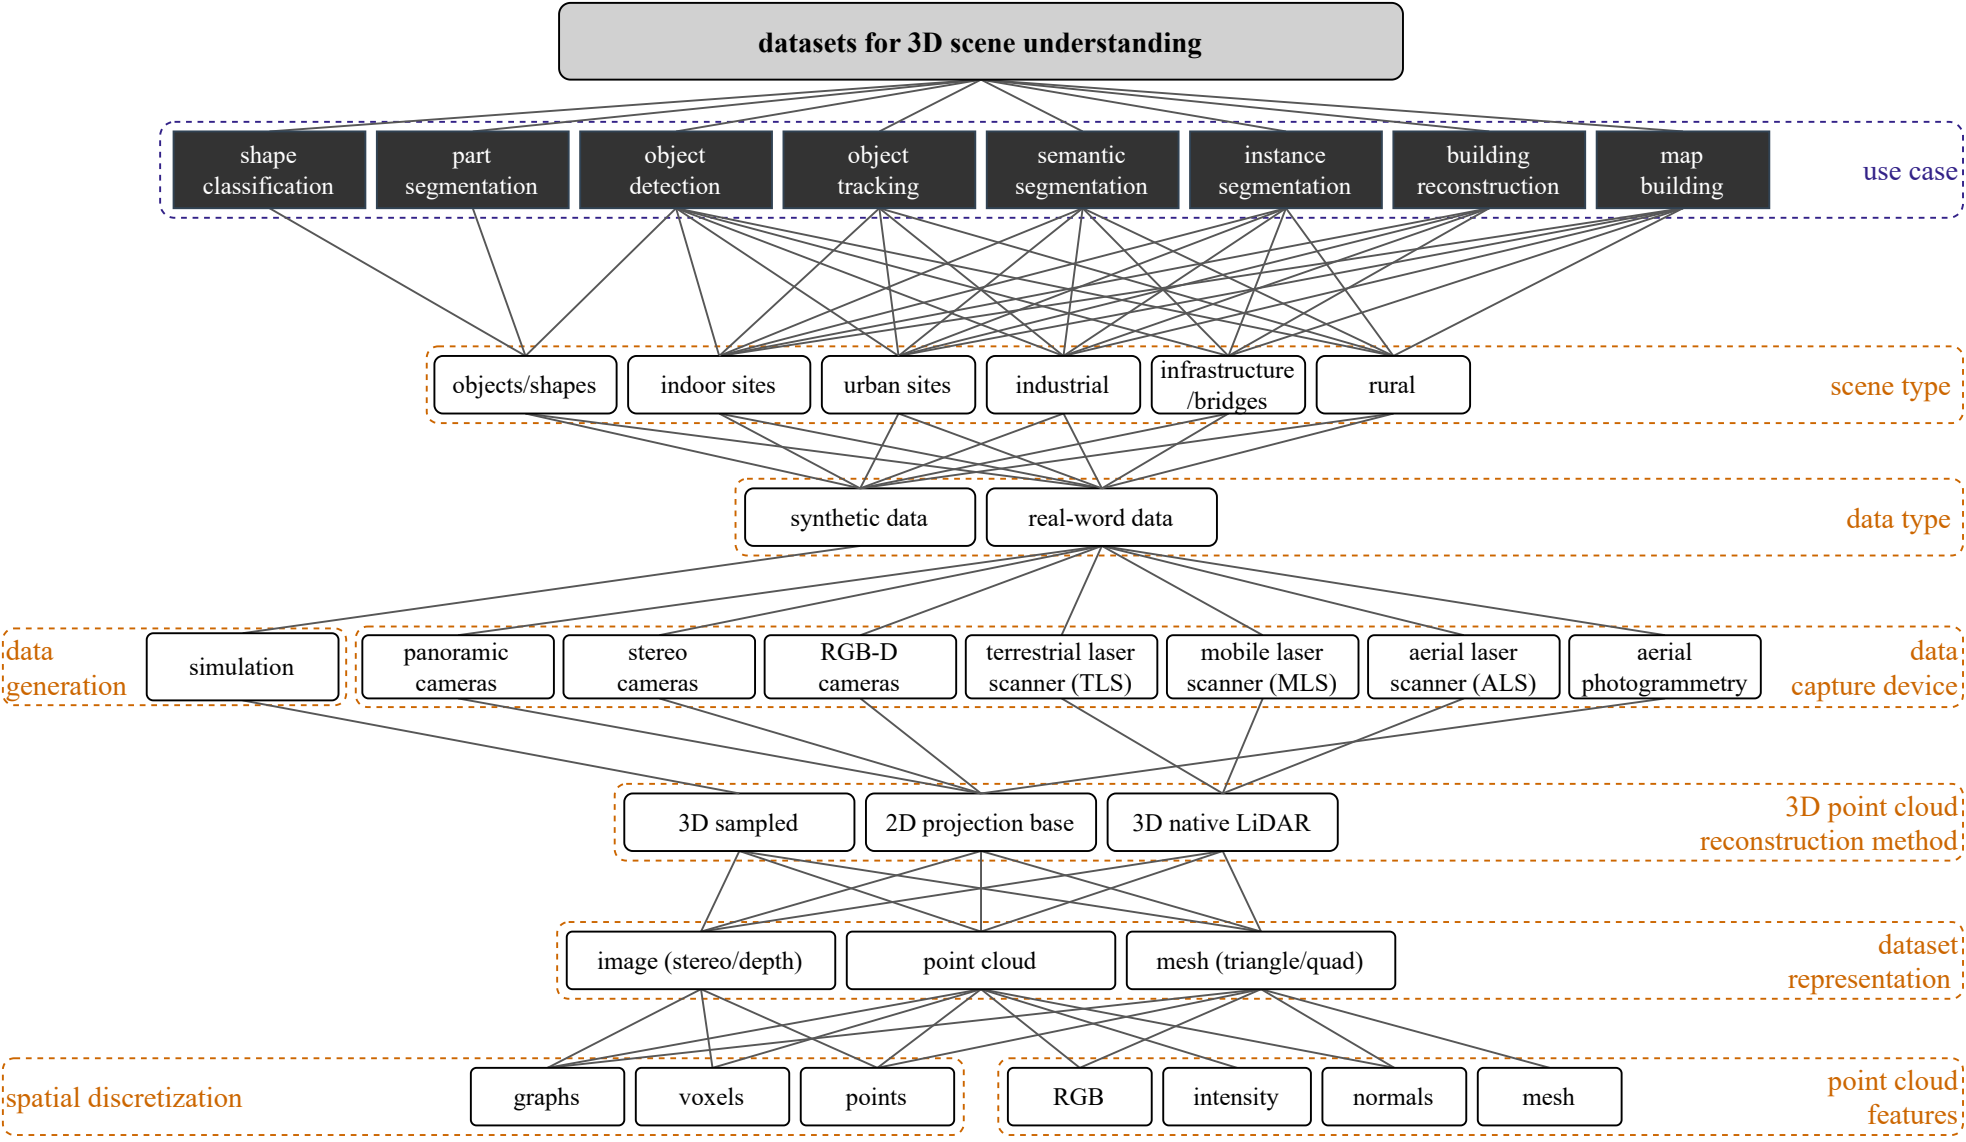 datasets for 3D scene understanding
shape
classification
part
segmentation
object
detection
object
tracking
semantic
segmentation
instance
segmentation
building
reconstruction
map
building
use case
objects/shapes
indoor sites
urban sites
industrial
infrastructure
/bridges
rural
scene type
synthetic data
real-word data
data type
data
generation
simulation
panoramic
cameras
stereo
cameras
RGB-D
cameras
terrestrial laser
scanner (TLS)
mobile laser
scanner (MLS)
aerial laser
scanner (ALS)
aerial
photogrammetry
data
capture device
3D sampled
2D projection base
3D native LiDAR
3D point cloud
reconstruction method
image (stereo/depth)
point cloud
mesh (triangle/quad)
dataset
representation
spatial discretization
graphs
voxels
points
RGB
intensity
normals
mesh
point cloud
features